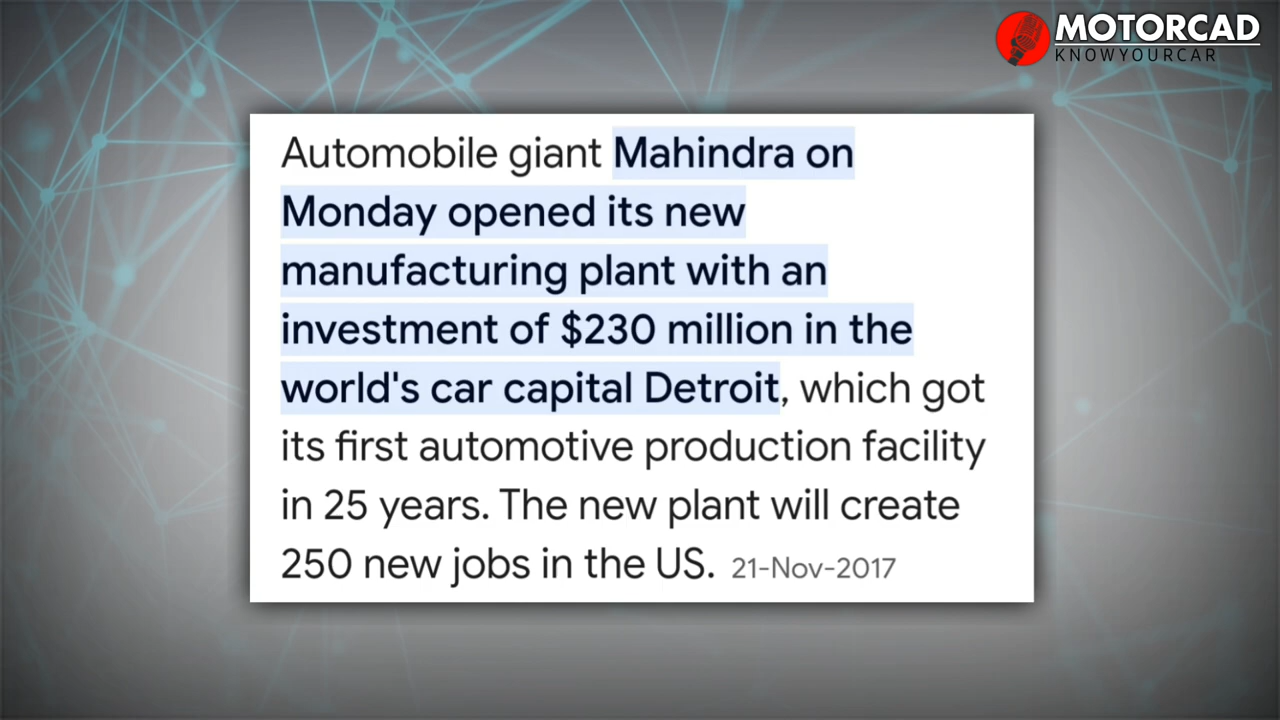 MOTORCAD
KNOWYOURCAR
Automobile giant Mahindra on
Monday opened its new
manufacturing plant with an
investment of $230 million in the
world's car capital Detroit, which got
its first automotive production facility
in 25 years. The new plant will create
250 new jobs in the US. 21-Nov-2017